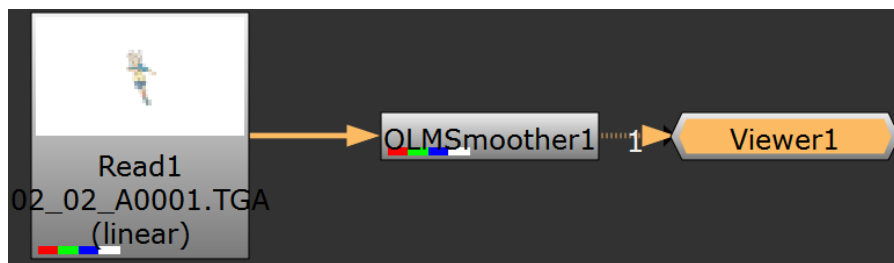 Read1
02_02_A0001.TGA
(linear)
OLMSmoother1
1
Viewer1